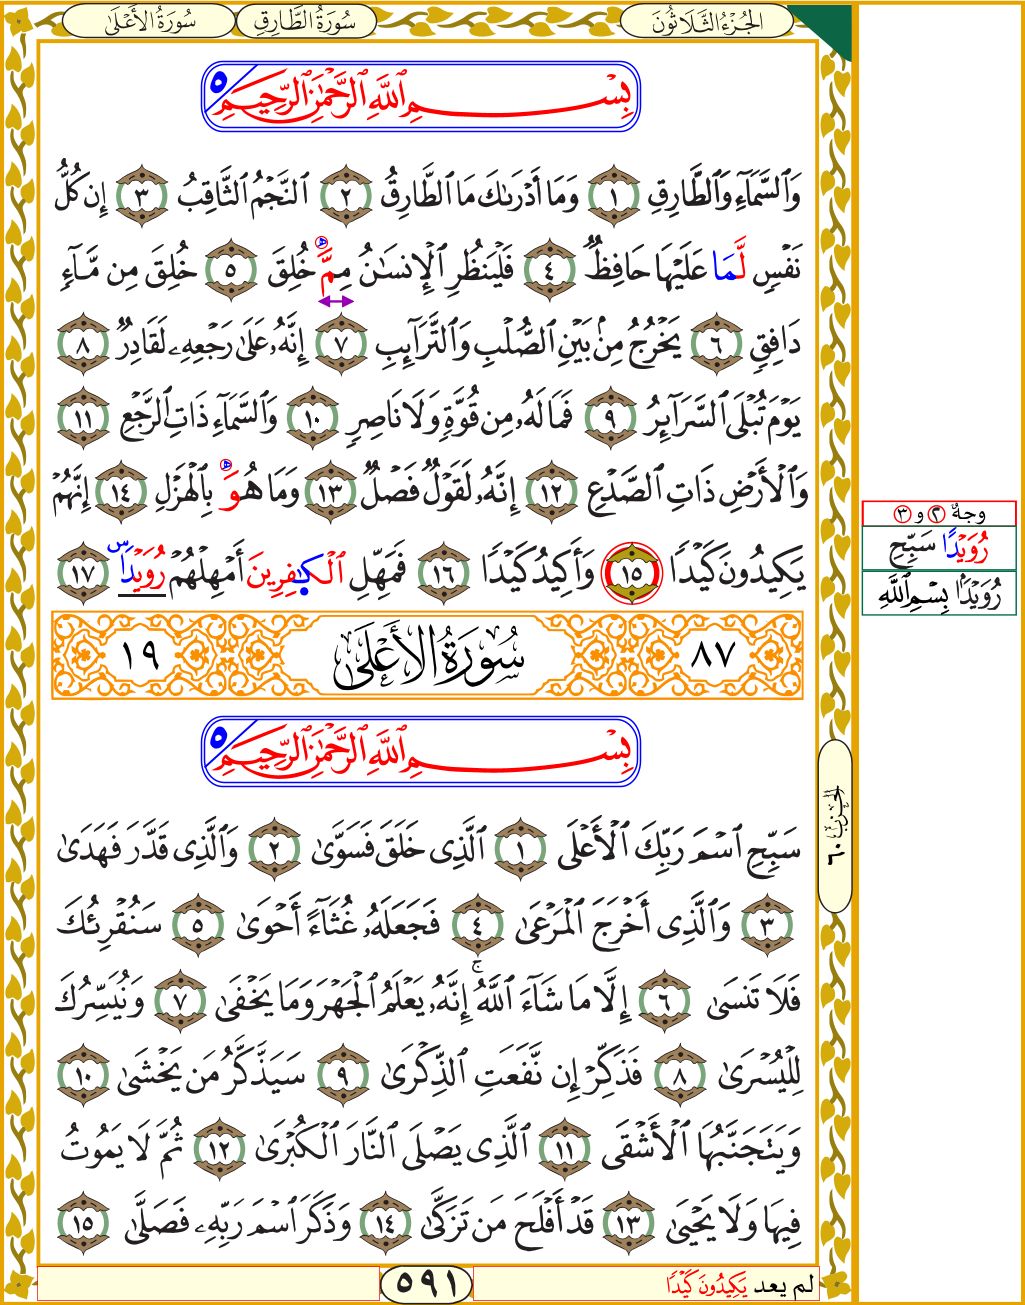 سُورَةُ الأَعْلَىٰ سُورَةُ الطَّارِقِ الجُزْءُ الثَّلَاثُونَ
بِسْمِ ٱللَّهِ ٱلرَّحْمَٰنِ ٱلرَّحِيمِ ٥
وَٱلسَّمَآءِ وَٱلطَّارِقِ ١ وَمَآ أَدْرَىٰكَ مَا ٱلطَّارِقُ ٢ ٱلنَّجْمُ ٱلثَّاقِبُ ٣ إِن كُلُّ
نَفْسٍ لَّمَا عَلَيْهَا حَافِظٌ ٤ فَلْيَنظُرِ ٱلْإِنسَٰنُ مِمَّ خُلِقَ ٥ خُلِقَ مِن مَّآءٍ
دَافِقٍ ٦ يَخْرُجُ مِنۢ بَيْنِ ٱلصُّلْبِ وَٱلتَّرَآئِبِ ٧ إِنَّهُۥ عَلَىٰ رَجْعِهِۦ لَقَادِرٌ ٨
يَوْمَ تُبْلَى ٱلسَّرَآئِرُ ٩ فَمَا لَهُۥ مِن قُوَّةٍ وَلَا نَاصِرٍ ١٠ وَٱلسَّمَآءِ ذَاتِ ٱلرَّجْعِ ١١
وَٱلْأَرْضِ ذَاتِ ٱلصَّدْعِ ١٢ إِنَّهُۥ لَقَوْلٌ فَصْلٌ ١٣ وَمَا هُوَ بِٱلْهَزْلِ ١٤ إِنَّهُمْ
يَكِيدُونَ كَيْدًا ١٥ وَأَكِيدُ كَيْدًا ١٦ فَمَهِّلِ ٱلْكَٰفِرِينَ أَمْهِلْهُمْ رُوَيْدًۢا س ١٧
٨٧ سُورَةُ الأَعْلَىٰ ١٩
بِسْمِ ٱللَّهِ ٱلرَّحْمَٰنِ ٱلرَّحِيمِ ٥
سَبِّحِ ٱسْمَ رَبِّكَ ٱلْأَعْلَى ١ ٱلَّذِى خَلَقَ فَسَوَّىٰ ٢ وَٱلَّذِى قَدَّرَ فَهَدَىٰ
٣ وَٱلَّذِىٓ أَخْرَجَ ٱلْمَرْعَىٰ ٤ فَجَعَلَهُۥ غُثَآءً أَحْوَىٰ ٥ سَنُقْرِئُكَ
فَلَا تَنسَىٰٓ ٦ إِلَّا مَا شَآءَ ٱللَّهُ ۚ إِنَّهُۥ يَعْلَمُ ٱلْجَهْرَ وَمَا يَخْفَىٰ ٧ وَنُيَسِّرُكَ
لِلْيُسْرَىٰ ٨ فَذَكِّرْ إِن نَّفَعَتِ ٱلذِّكْرَىٰ ٩ سَيَذَّكَّرُ مَن يَخْشَىٰ ١٠
وَيَتَجَنَّبُهَا ٱلْأَشْقَى ١١ ٱلَّذِى يَصْلَى ٱلنَّارَ ٱلْكُبْرَىٰ ١٢ ثُمَّ لَا يَمُوتُ
فِيهَا وَلَا يَحْيَىٰ ١٣ قَدْ أَفْلَحَ مَن تَزَكَّىٰ ١٤ وَذَكَرَ ٱسْمَ رَبِّهِۦ فَصَلَّىٰ ١٥
لم يعد يَكِيدُونَ كَيْدًا
٥٩١
وجهٌ ٢ و ٣
رُوَيْدًا سَبِّحِ
رُوَيْدًۢا بِسْمِ ٱللَّهِ
الحِزْبُ ٦٠